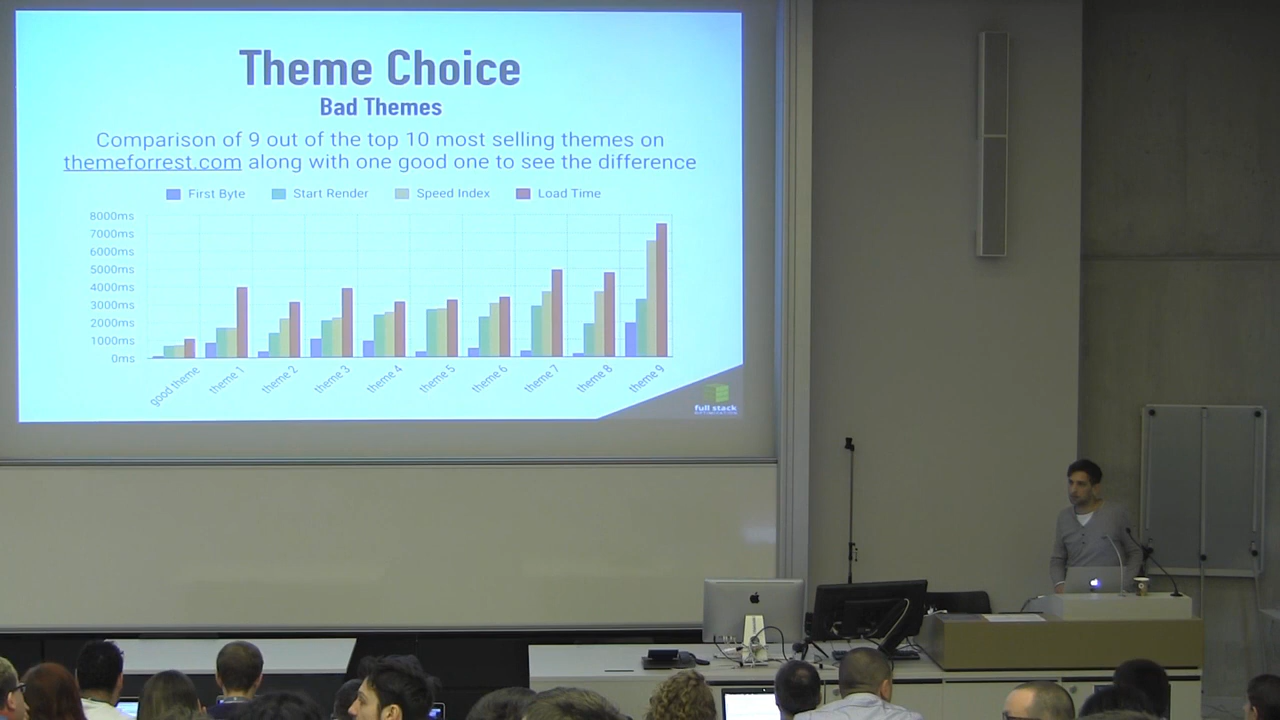 Theme Choice
Bad Themes
Comparison of 9 out of the top 10 most selling themes on
themeforrest.com along with one good one to see the difference
First Byte Start Render Speed Index Load Time
8000ms
7000ms
6000ms
5000ms
4000ms
3000ms
2000ms
1000ms
0ms
good theme theme 1 theme 2 theme 3 theme 4 theme 5 theme 6 theme 7 theme 8 theme 9
full stack